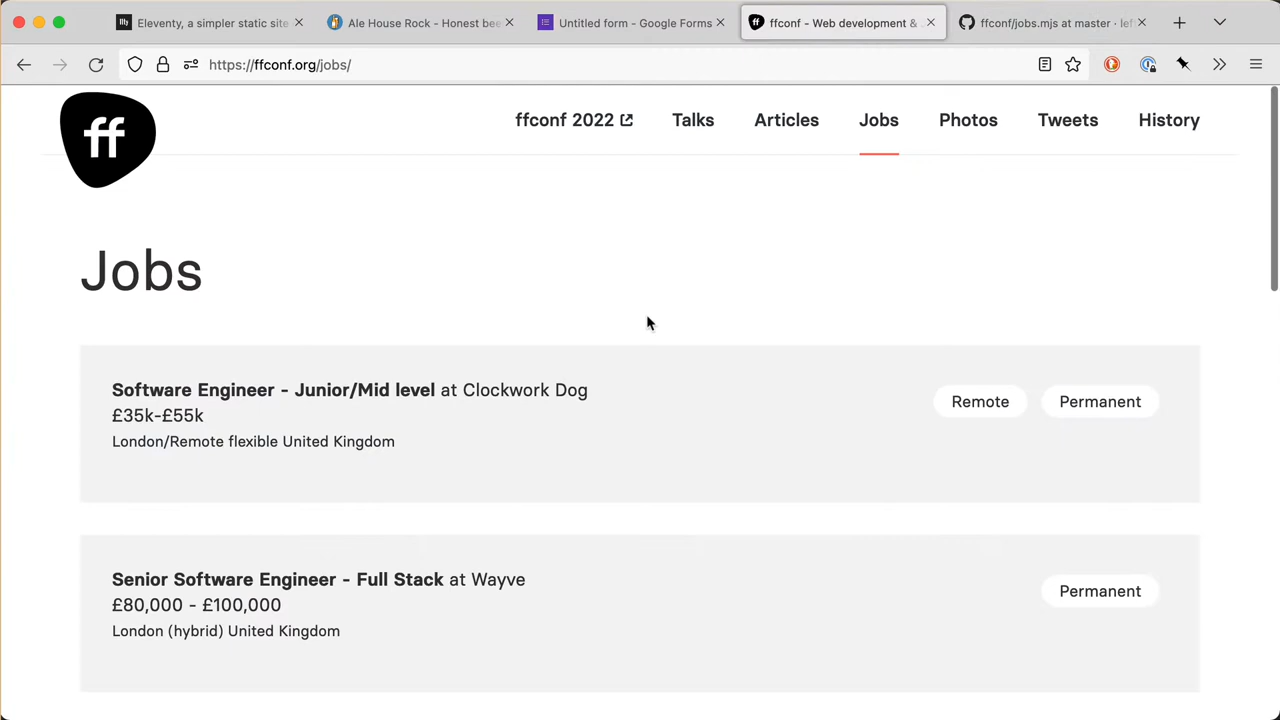 Eleventy, a simpler static site
Ale House Rock - Honest bee
Untitled form - Google Forms
ffconf - Web development &
ffconf/jobs.mjs at master · lef
https://ffconf.org/jobs/
ff
ffconf 2022
Talks
Articles
Jobs
Photos
Tweets
History
Jobs
Software Engineer - Junior/Mid level at Clockwork Dog
£35k-£55k
London/Remote flexible United Kingdom
Remote
Permanent
Senior Software Engineer - Full Stack at Wayve
£80,000 - £100,000
London (hybrid) United Kingdom
Permanent